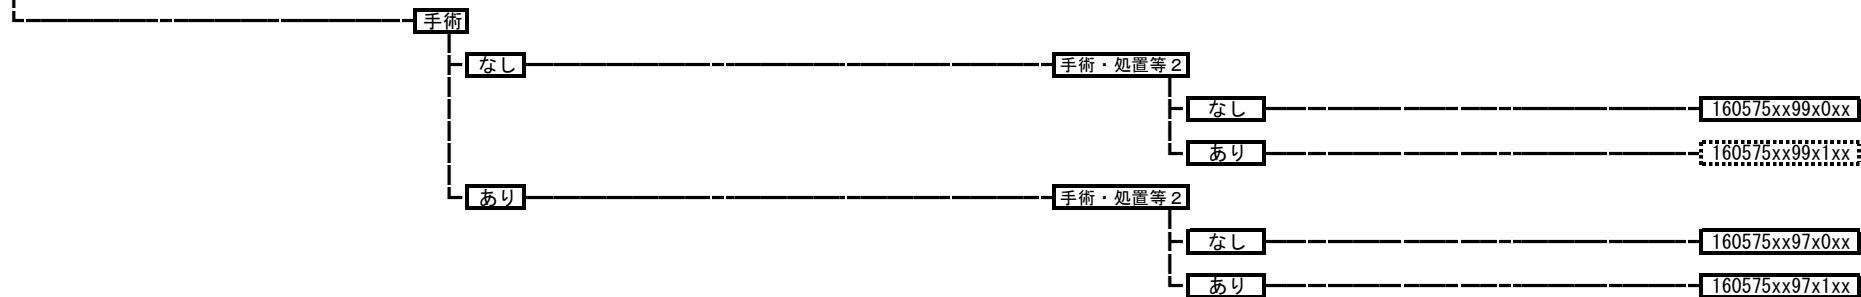 手術
なし 手術・処置等2
なし 160575xx99x0xx
あり 160575xx99x1xx
あり 手術・処置等2
なし 160575xx97x0xx
あり 160575xx97x1xx